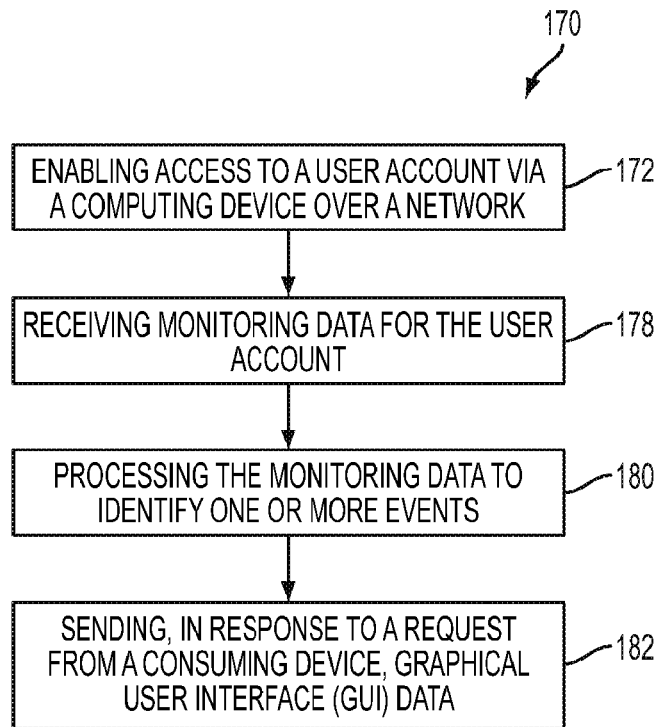 170
ENABLING ACCESS TO A USER ACCOUNT VIA
A COMPUTING DEVICE OVER A NETWORK
172
RECEIVING MONITORING DATA FOR THE USER
ACCOUNT
178
PROCESSING THE MONITORING DATA TO
IDENTIFY ONE OR MORE EVENTS
180
SENDING, IN RESPONSE TO A REQUEST
FROM A CONSUMING DEVICE, GRAPHICAL
USER INTERFACE (GUI) DATA
182